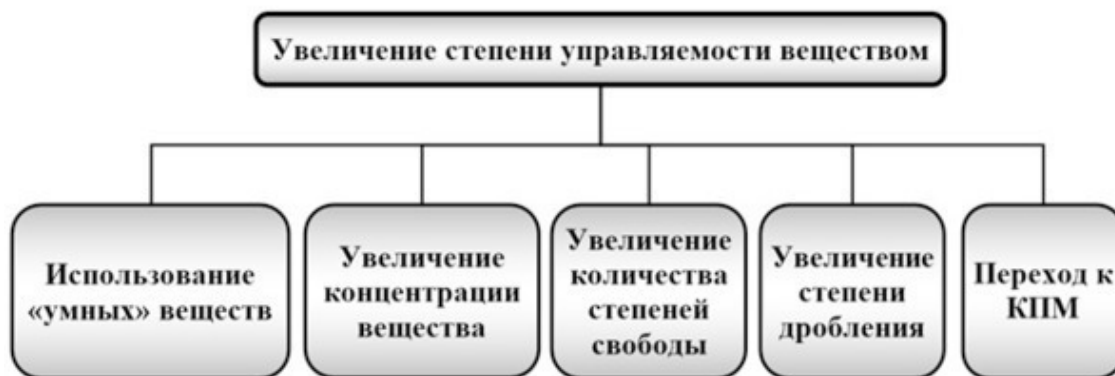 Увеличение степени управляемости веществом
Использование
«умных» веществ
Увеличение
концентрации
вещества
Увеличение
количества
степеней
свободы
Увеличение
степени
дробления
Переход к
КПМ